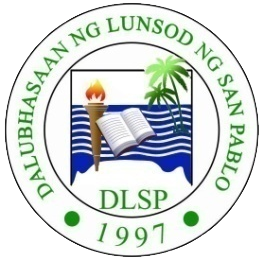 DALUBHASAAN NG LUNSOD NG SAN PABLO
DLSP
1997